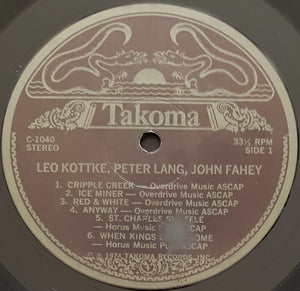 Takoma
C-1040
STEREO
33⅓ RPM
SIDE 1
LEO KOTTKE, PETER LANG, JOHN FAHEY
1. CRIPPLE CREEK — Overdrive Music ASCAP
2. ICE MINER — Overdrive Music ASCAP
3. RED & WHITE — Overdrive Music ASCAP
4. ANYWAY — Overdrive Music ASCAP
5. ST. CHARLES
— Horus Music ASCAP
6. WHEN KINGS
— Horus Music ASCAP
1974 TAKOMA RECORDS, INC.